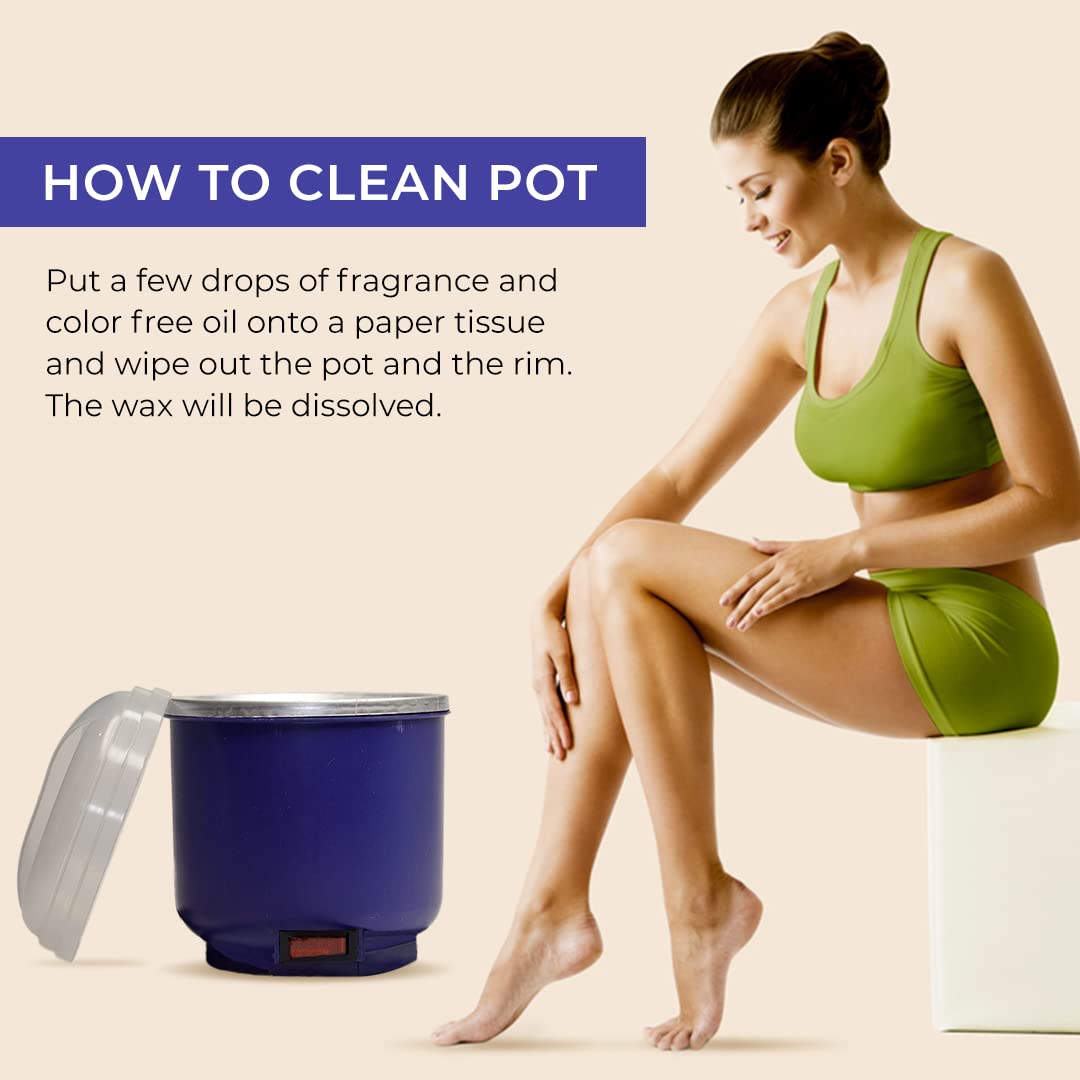 HOW TO CLEAN POT
Put a few drops of fragrance and
color free oil onto a paper tissue
and wipe out the pot and the rim.
The wax will be dissolved.